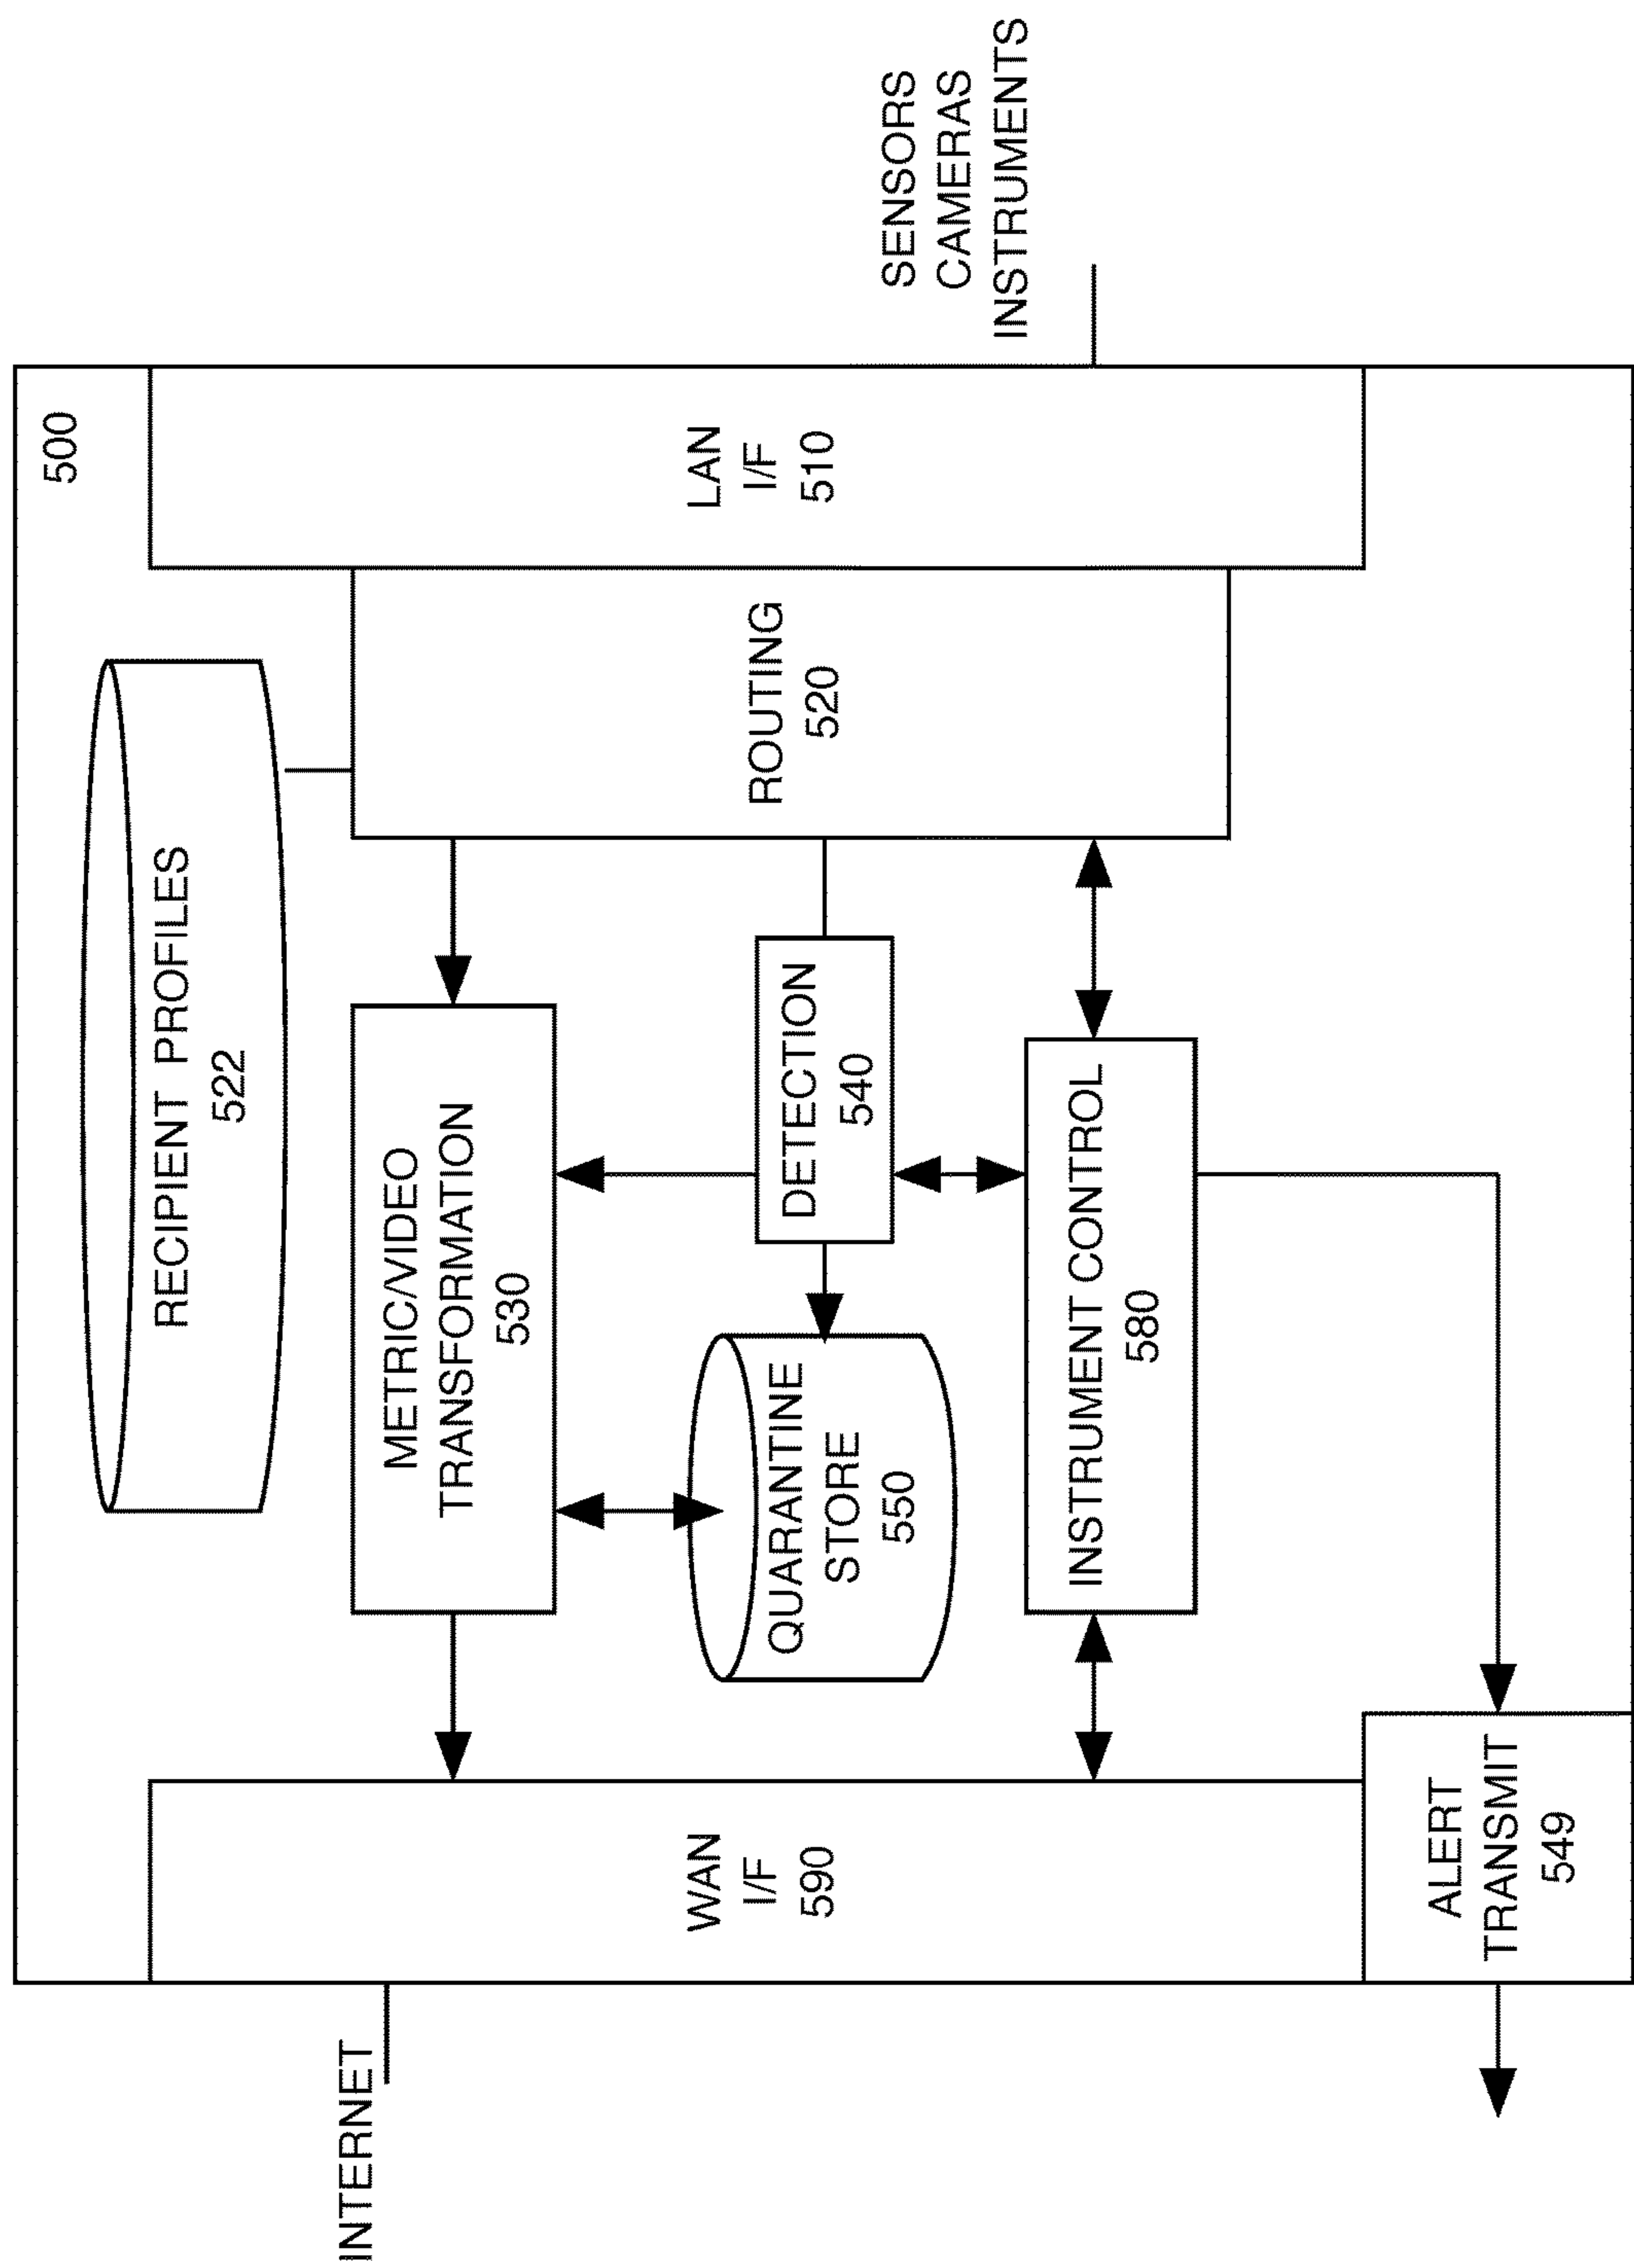 500
RECIPIENT PROFILES
522
INTERNET
WAN
I/F
590
METRIC/VIDEO
TRANSFORMATION
530
QUARANTINE
STORE
550
DETECTION
540
ROUTING
520
LAN
I/F
510
SENSORS
CAMERAS
INSTRUMENTS
INSTRUMENT CONTROL
580
ALERT
TRANSMIT
549